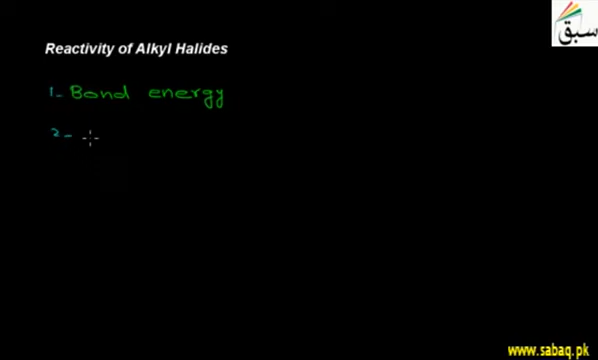 سبق
Reactivity of Alkyl Halides
1- Bond energy
2-
www.sabaq.pk